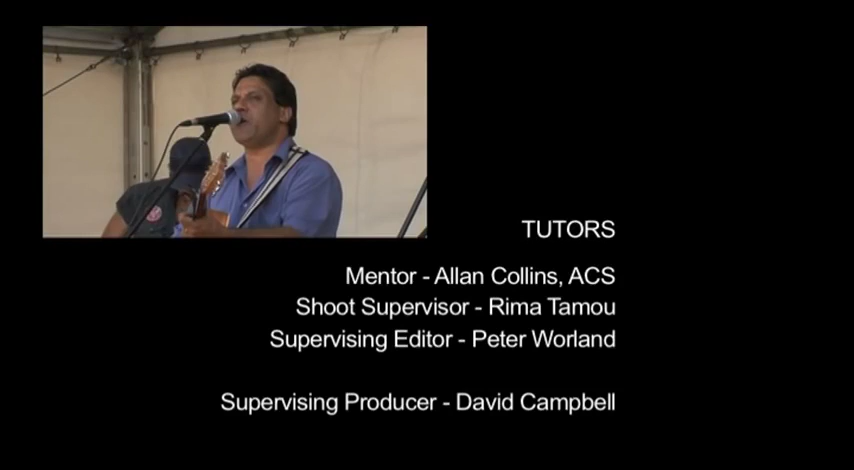 TUTORS
Mentor - Allan Collins, ACS
Shoot Supervisor - Rima Tamou
Supervising Editor - Peter Worland
Supervising Producer - David Campbell